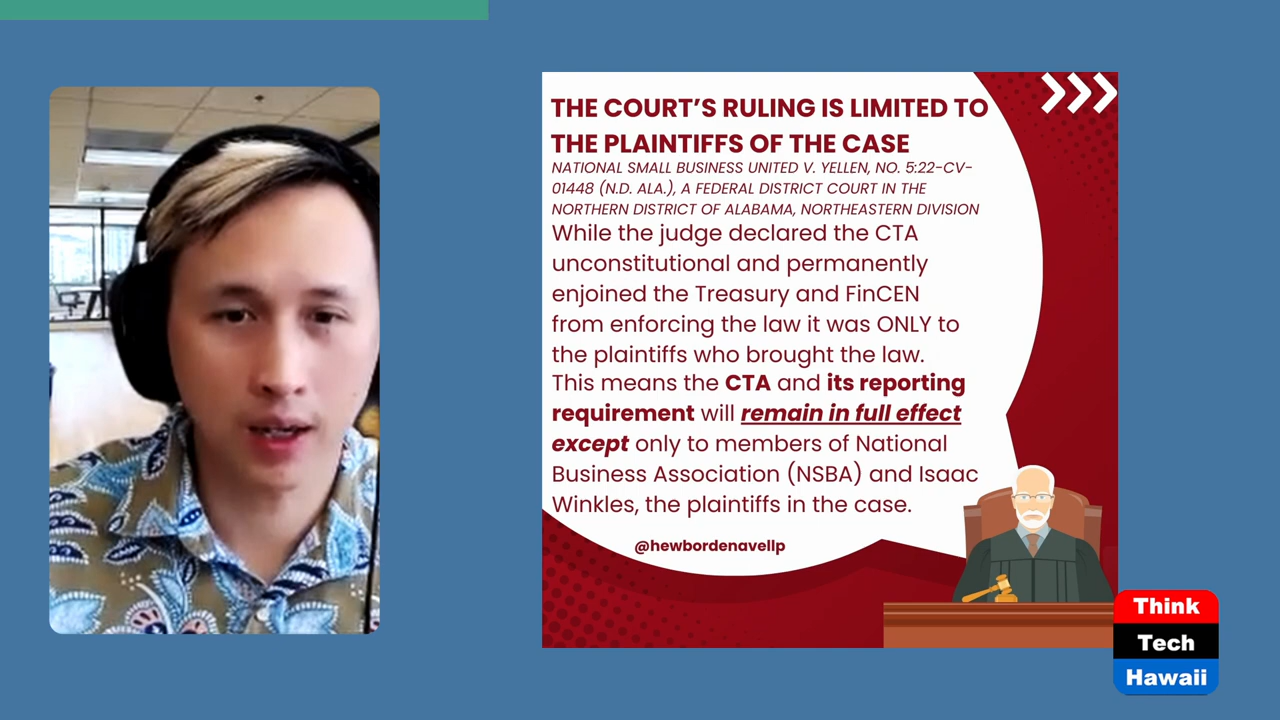 THE COURT'S RULING IS LIMITED TO
THE PLAINTIFFS OF THE CASE
NATIONAL SMALL BUSINESS UNITED V. YELLEN, NO. 5:22-CV-
01448 (N.D. ALA.), A FEDERAL DISTRICT COURT IN THE
NORTHERN DISTRICT OF ALABAMA, NORTHEASTERN DIVISION
While the judge declared the CTA
unconstitutional and permanently
enjoined the Treasury and FinCEN
from enforcing the law it was ONLY to
the plaintiffs who brought the law.
This means the CTA and its reporting
requirement will remain in full effect
except only to members of National
Business Association (NSBA) and Isaac
Winkles, the plaintiffs in the case.
@hewbordenavellp
Think
Tech
Hawaii